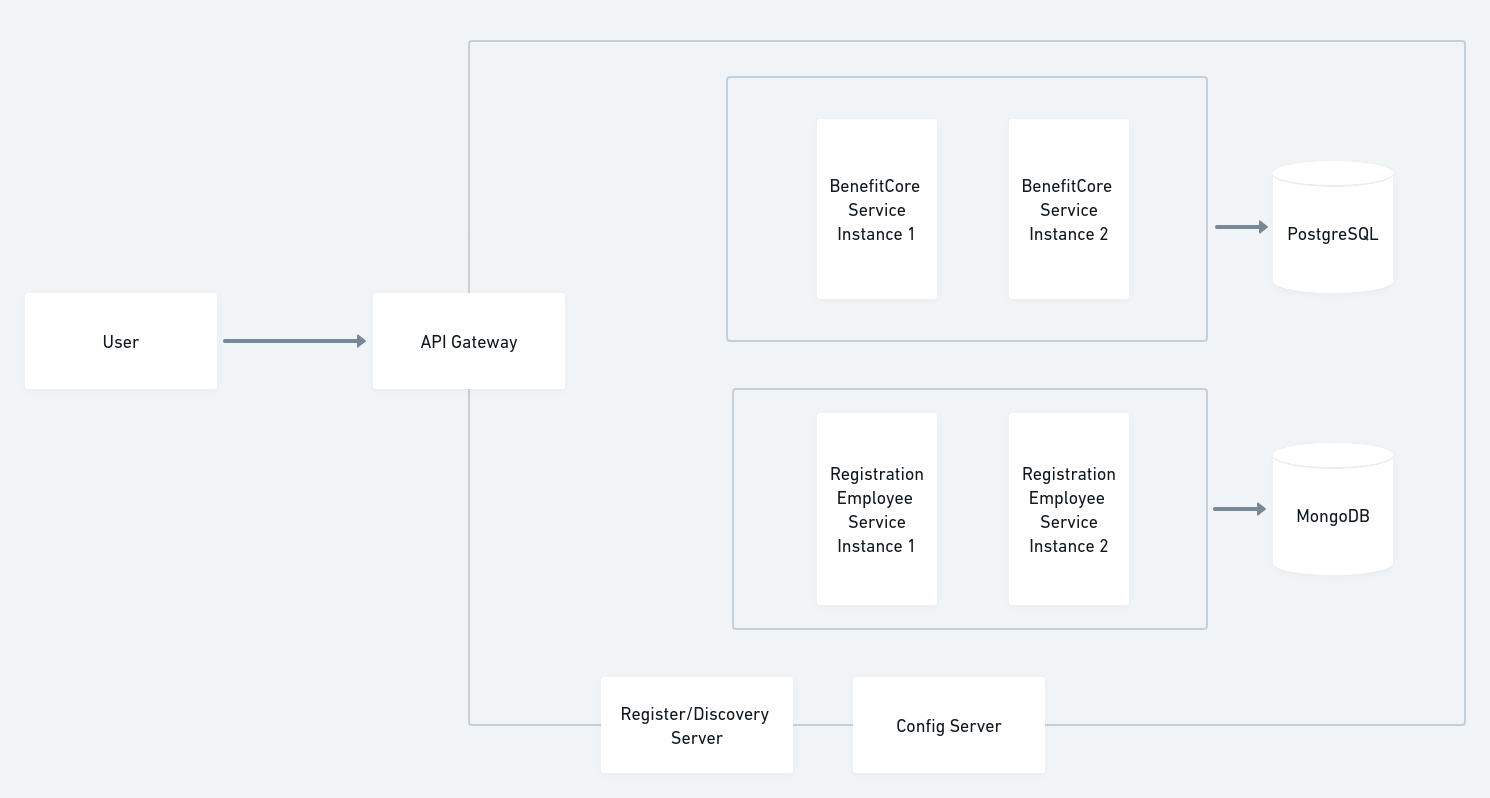 User
API Gateway
BenefitCore
Service
Instance 1
BenefitCore
Service
Instance 2
PostgreSQL
Registration
Employee
Service
Instance 1
Registration
Employee
Service
Instance 2
MongoDB
Register/Discovery
Server
Config Server